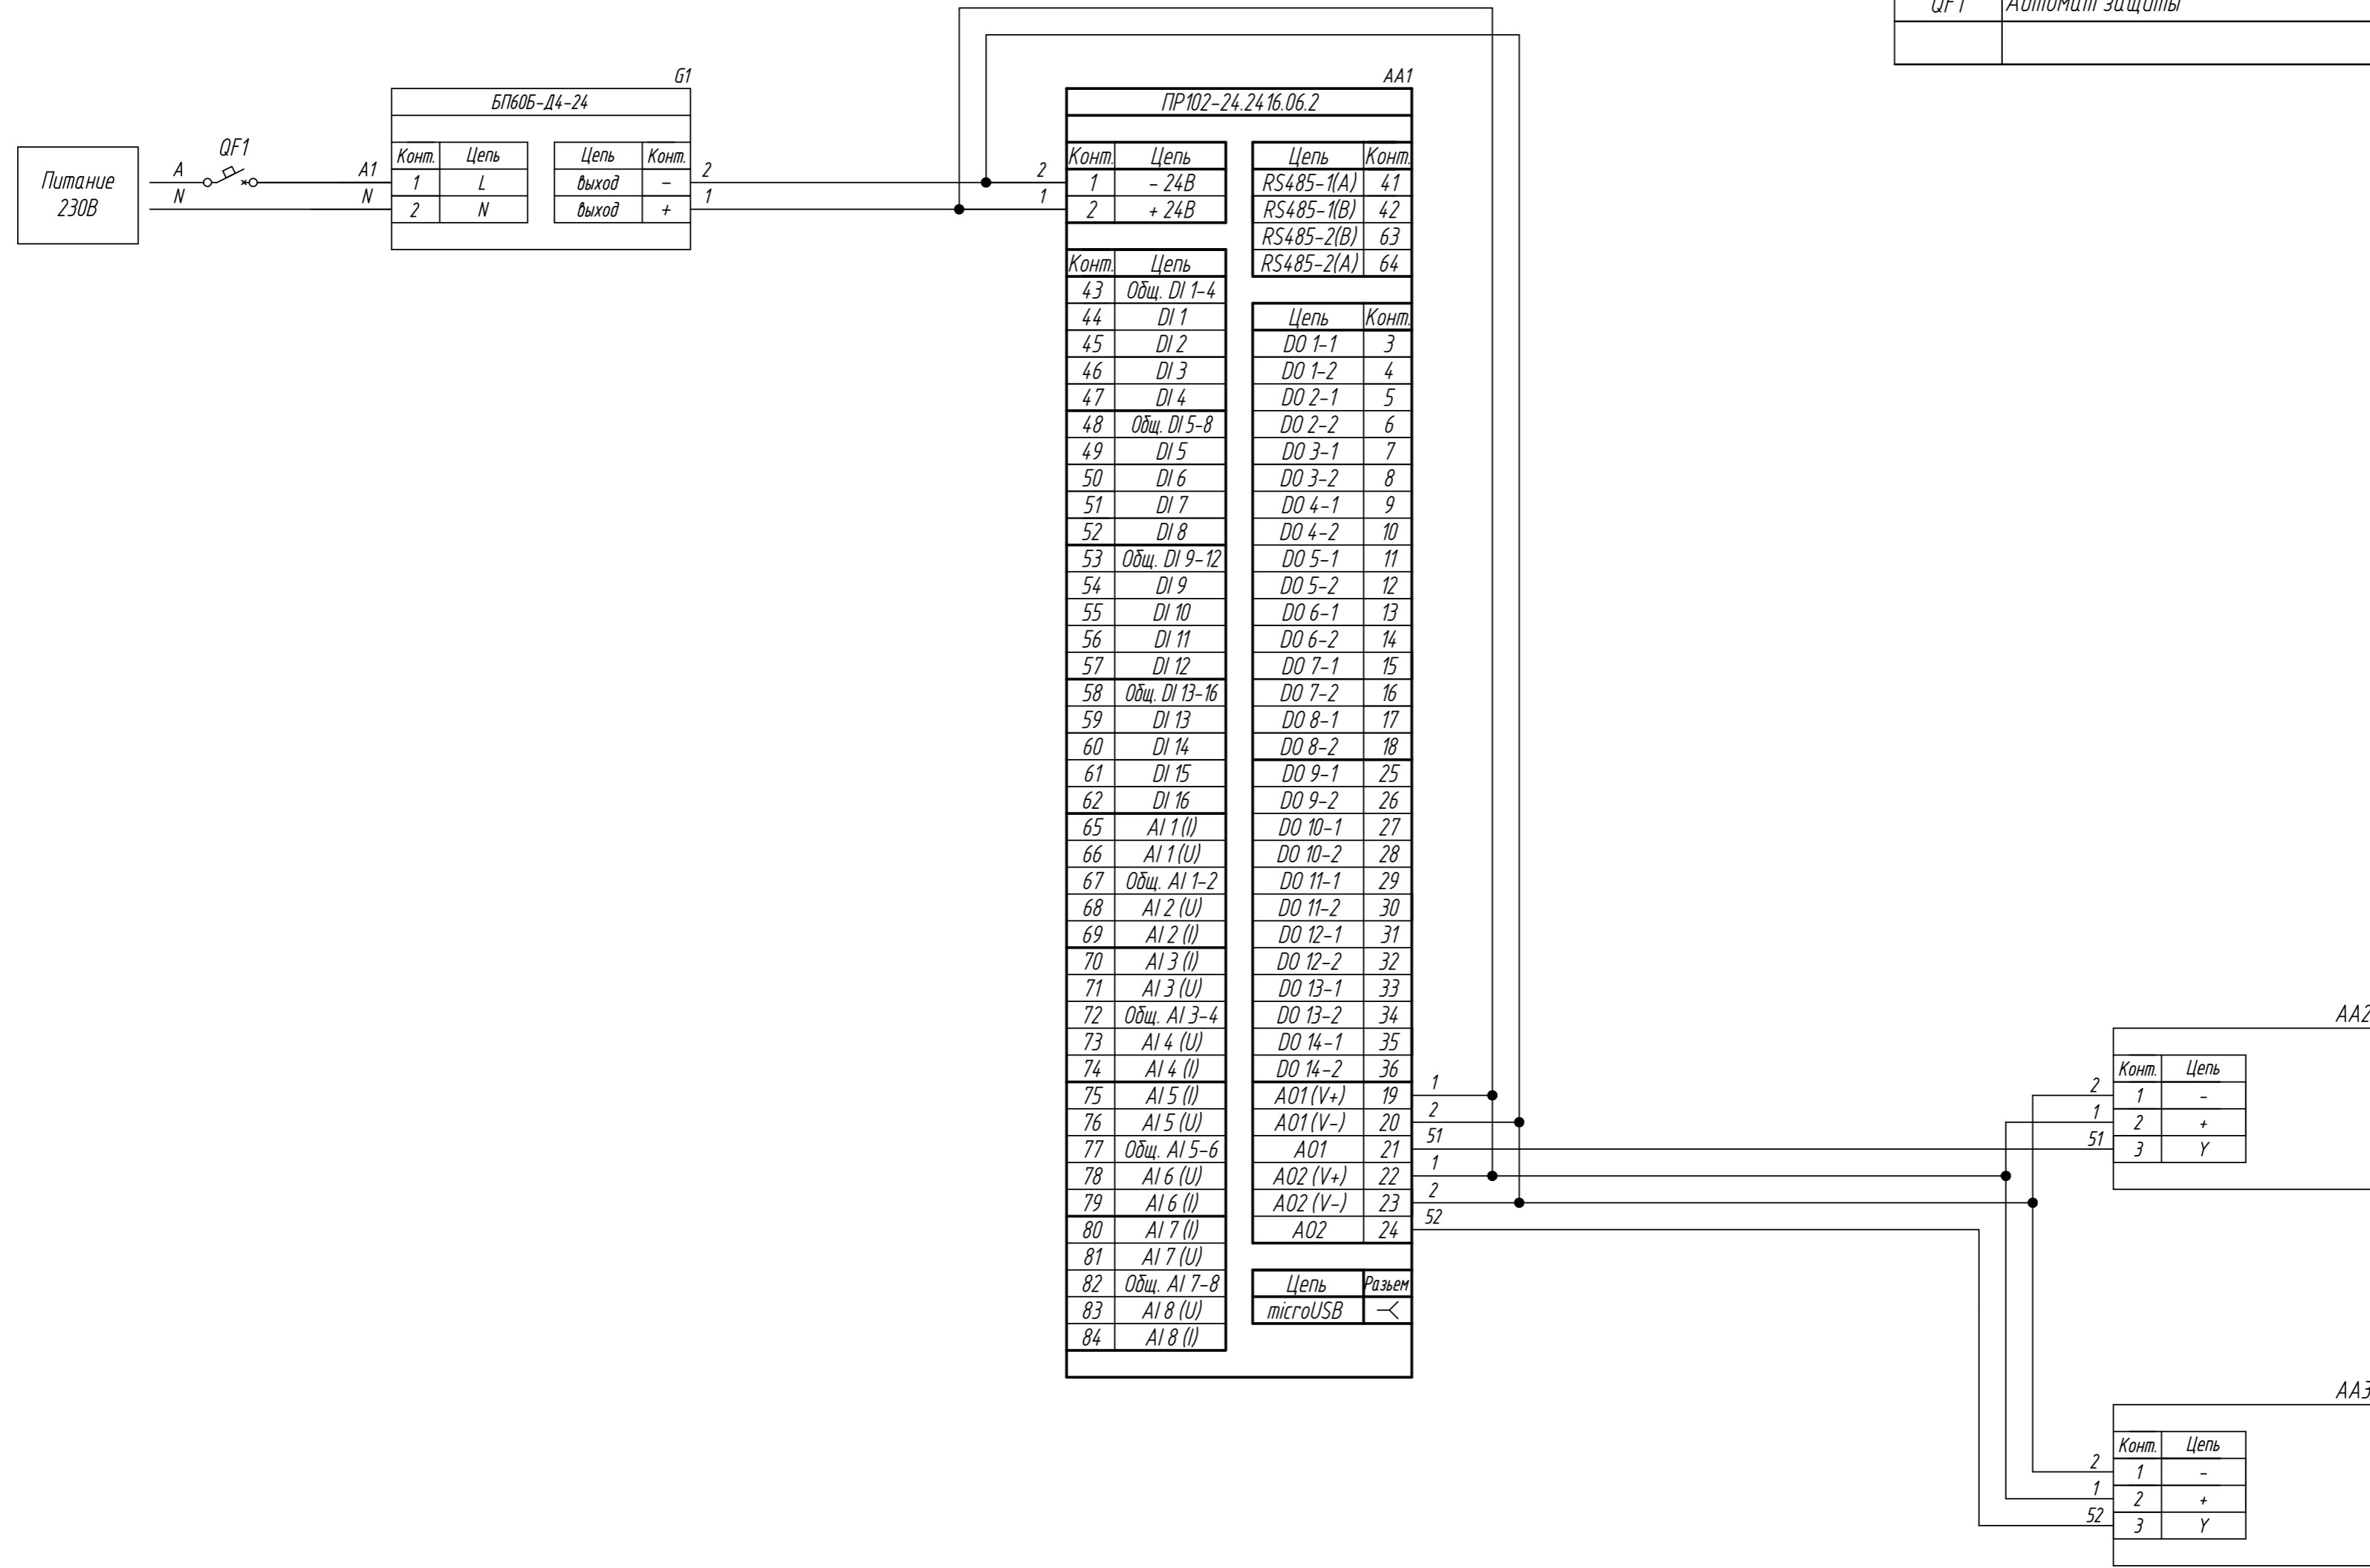 QF1 Автомат защиты
G1
БП60Б-Д4-24
Конт. Цепь Цепь Конт.
1 L выход -
2 N выход +
Питание
230В
A QF1 A1
N N
2
1
AA1
ПР102-24.2416.06.2
2
1
Конт. Цепь
1 - 24В
2 + 24В
Цепь Конт.
RS485-1(A) 41
RS485-1(B) 42
RS485-2(B) 63
RS485-2(A) 64
Конт. Цепь
43 Общ. DI 1-4
44 DI 1
45 DI 2
46 DI 3
47 DI 4
48 Общ. DI 5-8
49 DI 5
50 DI 6
51 DI 7
52 DI 8
53 Общ. DI 9-12
54 DI 9
55 DI 10
56 DI 11
57 DI 12
58 Общ. DI 13-16
59 DI 13
60 DI 14
61 DI 15
62 DI 16
65 AI 1 (I)
66 AI 1 (U)
67 Общ. AI 1-2
68 AI 2 (U)
69 AI 2 (I)
70 AI 3 (I)
71 AI 3 (U)
72 Общ. AI 3-4
73 AI 4 (U)
74 AI 4 (I)
75 AI 5 (I)
76 AI 5 (U)
77 Общ. AI 5-6
78 AI 6 (U)
79 AI 6 (I)
80 AI 7 (I)
81 AI 7 (U)
82 Общ. AI 7-8
83 AI 8 (U)
84 AI 8 (I)
Цепь Конт.
DO 1-1 3
DO 1-2 4
DO 2-1 5
DO 2-2 6
DO 3-1 7
DO 3-2 8
DO 4-1 9
DO 4-2 10
DO 5-1 11
DO 5-2 12
DO 6-1 13
DO 6-2 14
DO 7-1 15
DO 7-2 16
DO 8-1 17
DO 8-2 18
DO 9-1 25
DO 9-2 26
DO 10-1 27
DO 10-2 28
DO 11-1 29
DO 11-2 30
DO 12-1 31
DO 12-2 32
DO 13-1 33
DO 13-2 34
DO 14-1 35
DO 14-2 36
AO1 (V+) 19 1
AO1 (V-) 20 2
AO1 21 51
AO2 (V+) 22 1
AO2 (V-) 23 2
AO2 24 52
Цепь Разьем
microUSB
AA2
Конт. Цепь
2 1 -
1 2 +
51 3 Y
AA3
Конт. Цепь
2 1 -
1 2 +
52 3 Y